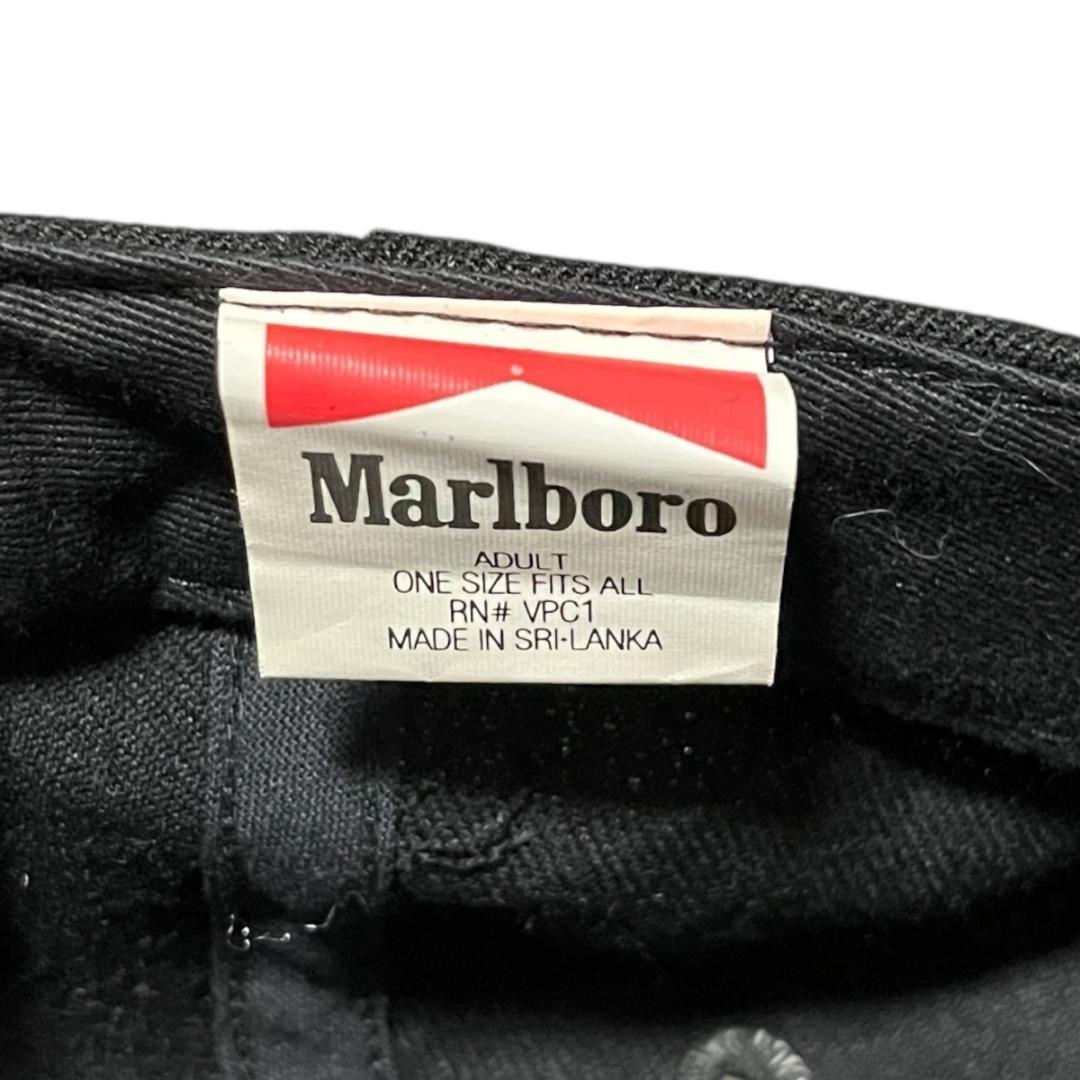 Marlboro
ADULT
ONE SIZE FITS ALL
RN# VPC1
MADE IN SRI-LANKA